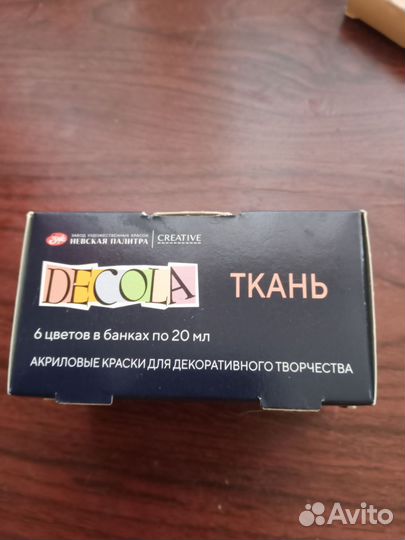 ЗАВОД ХУДОЖЕСТВЕННЫХ КРАСОК
НЕВСКАЯ ПАЛИТРА | CREATIVE
DECOLA ТКАНЬ
6 цветов в банках по 20 мл
АКРИЛОВЫЕ КРАСКИ ДЛЯ ДЕКОРАТИВНОГО ТВОРЧЕСТВА
Avito